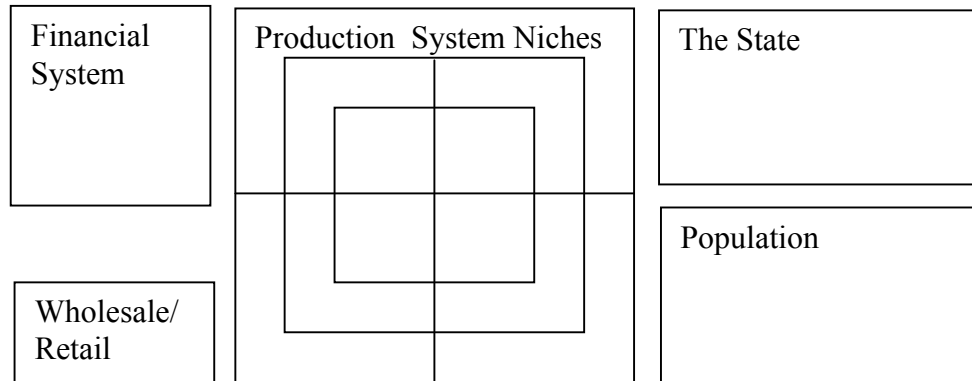 Financial
System
Production System Niches
The State
Population
Wholesale/
Retail